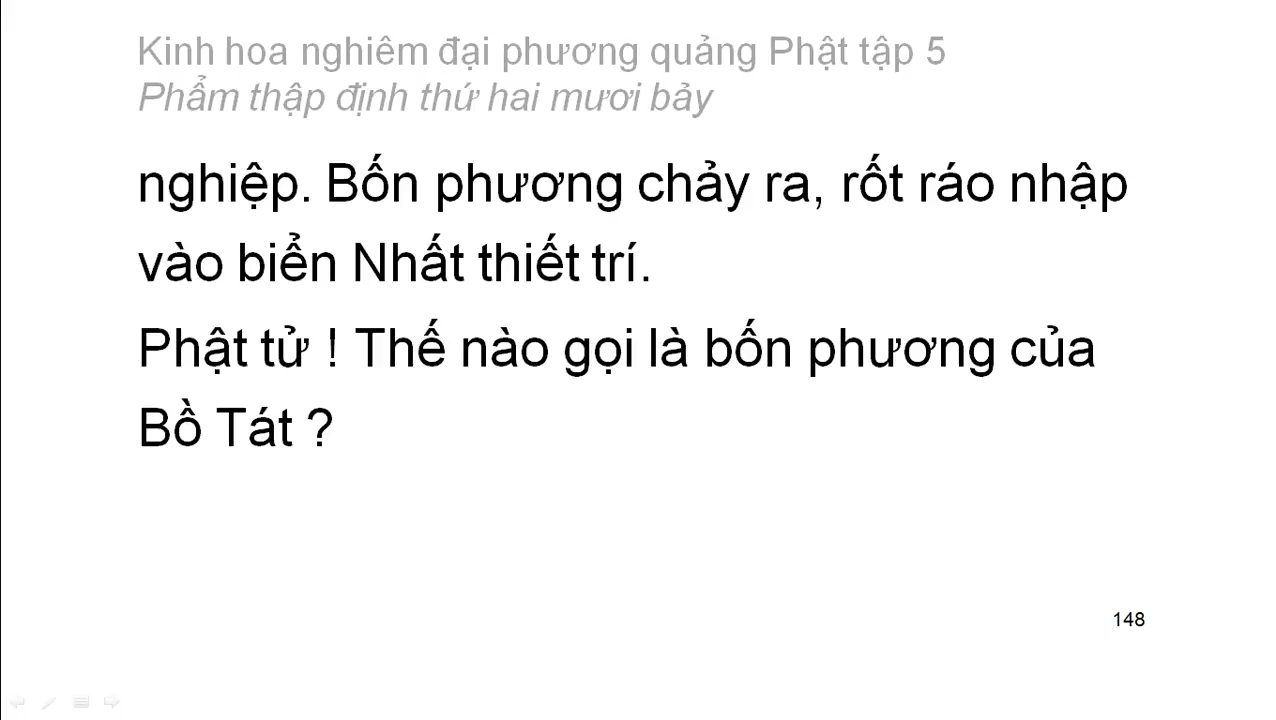 Kinh hoa nghiêm đại phương quảng Phật tập 5
Phẩm thập định thứ hai mươi bảy
nghiệp. Bốn phương chảy ra, rốt ráo nhập
vào biển Nhất thiết trí.
Phật tử ! Thế nào gọi là bốn phương của
Bồ Tát ?
148